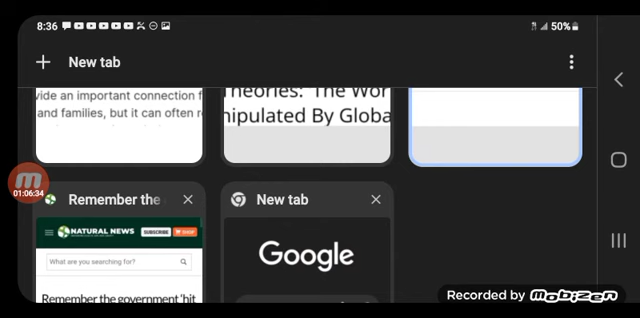 8:36
50%
New tab
vide an important connection f
and families, but it can often r
Theories: The Wor
nipulated By Globa
01:06:34
Remember the
New tab
NATURAL NEWS
SUBSCRIBE
SHOP
What are you searching for?
Google
Remember the government 'hit
Recorded by Mobizen